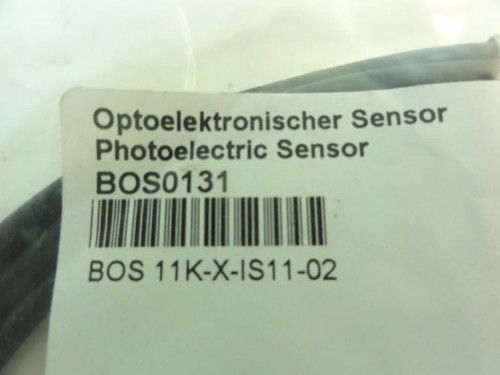 Optoelektronischer Sensor
Photoelectric Sensor
BOS0131
BOS 11K-X-IS11-02